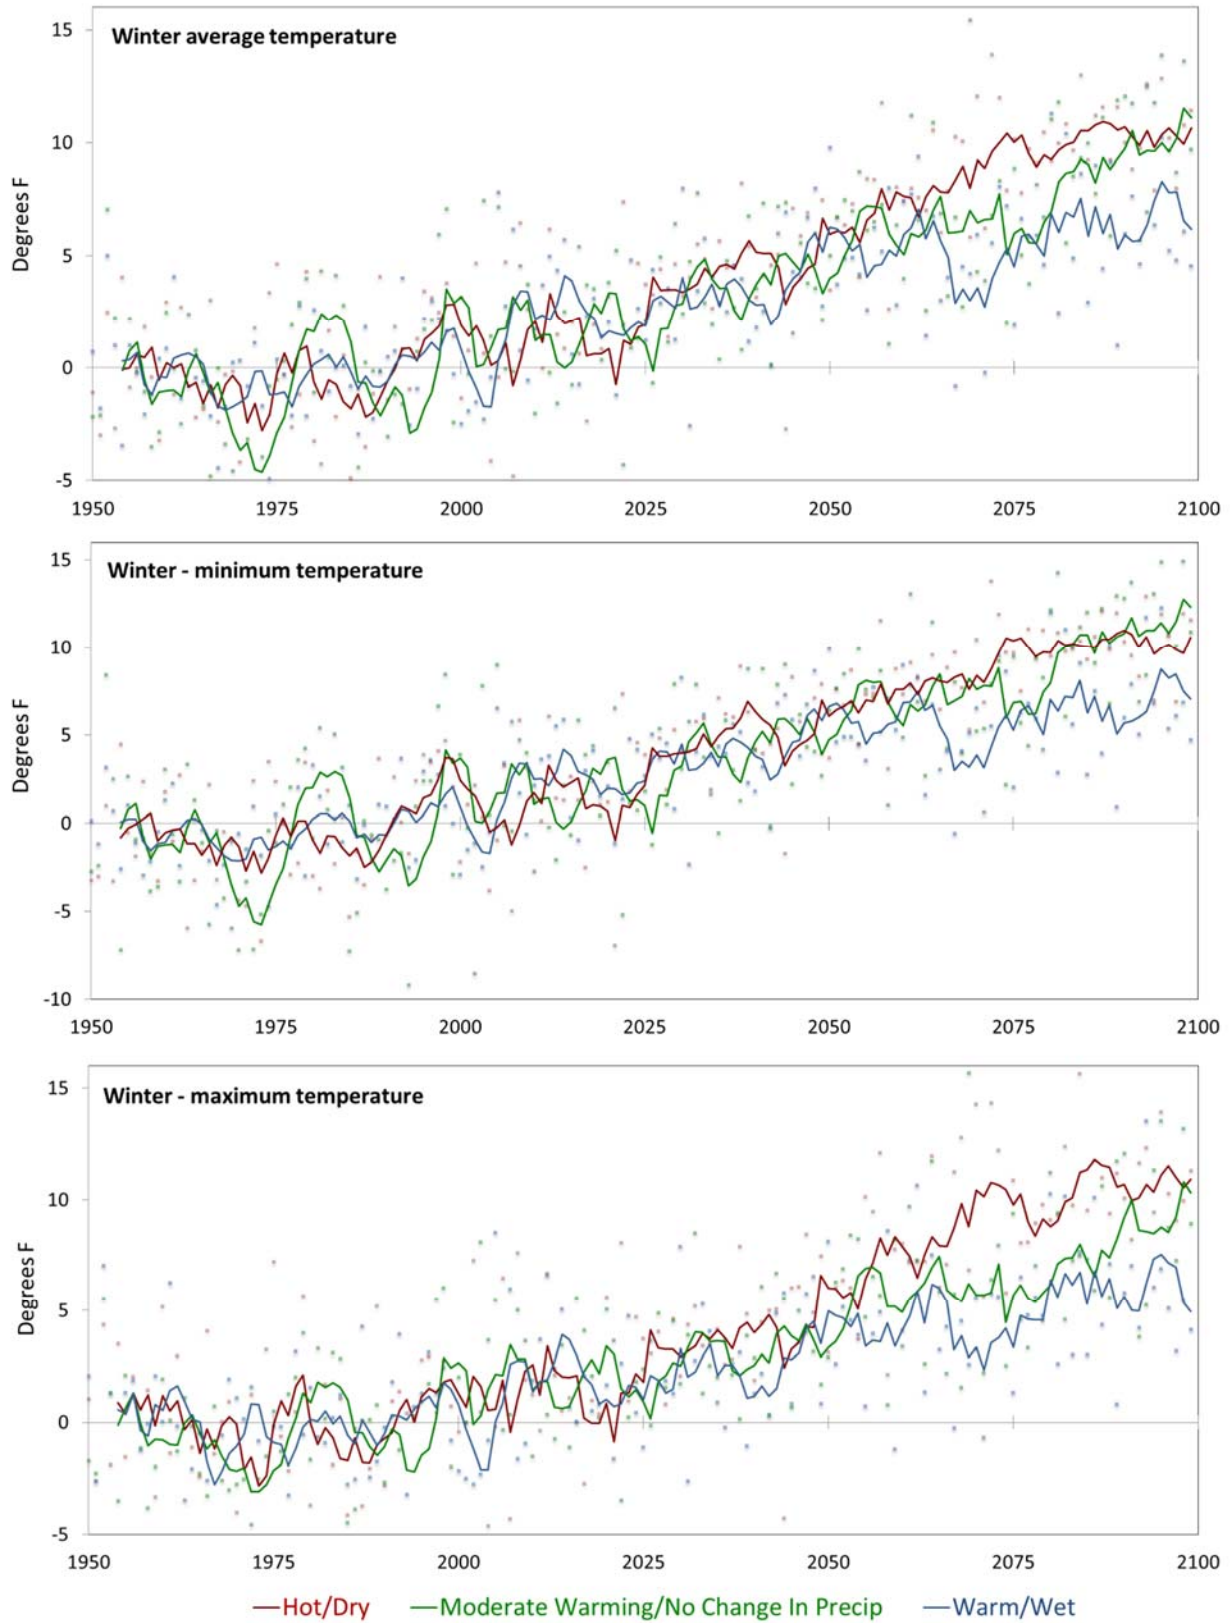 Winter average temperature
Degrees F
15
10
5
0
-5
1950 1975 2000 2025 2050 2075 2100
Winter - minimum temperature
Degrees F
15
10
5
0
-5
-10
1950 1975 2000 2025 2050 2075 2100
Winter - maximum temperature
Degrees F
15
10
5
0
-5
1950 1975 2000 2025 2050 2075 2100
Hot/Dry Moderate Warming/No Change In Precip Warm/Wet